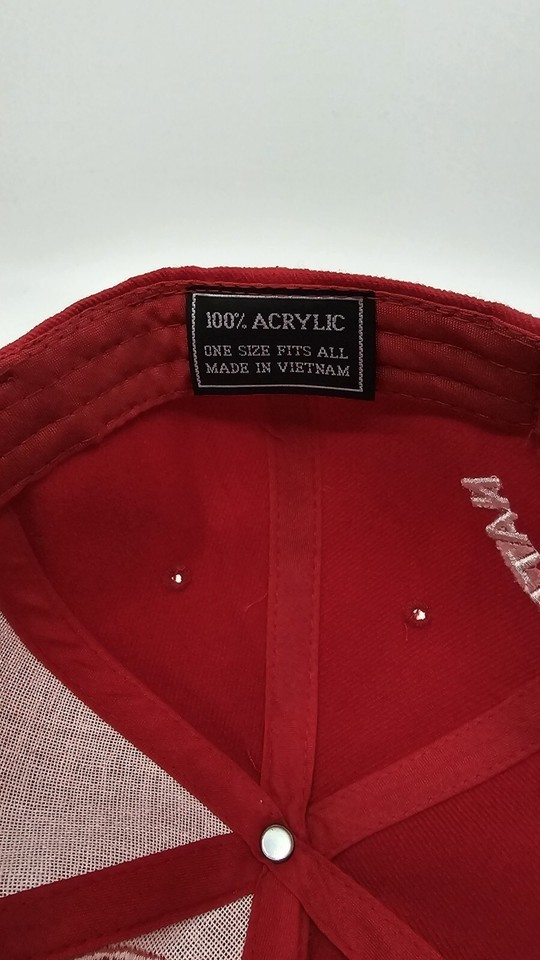 100% ACRYLIC
ONE SIZE FITS ALL
MADE IN VIETNAM